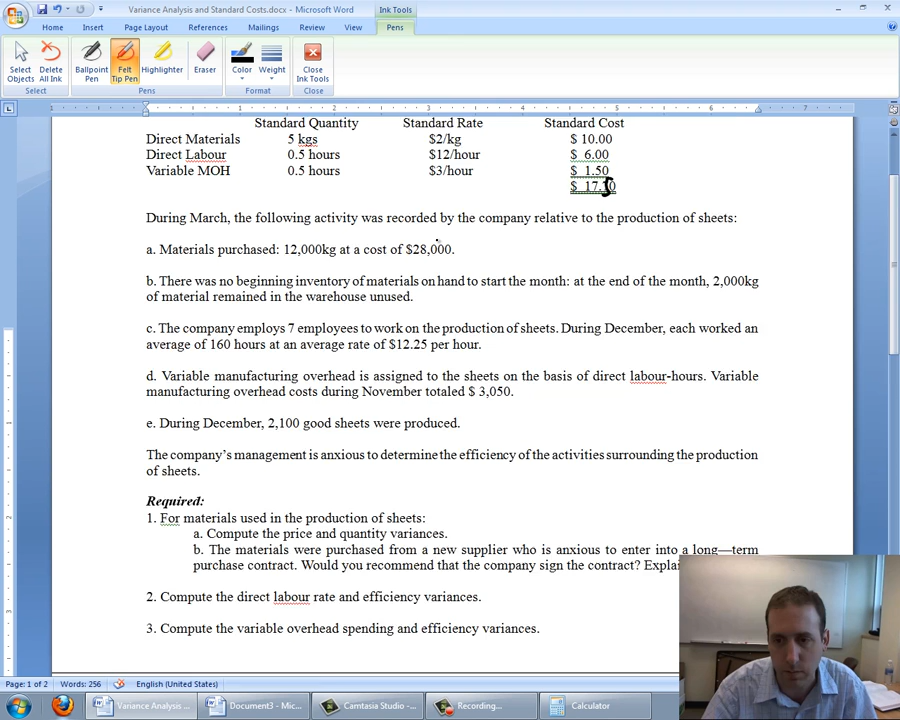 Variance Analysis and Standard Costs.docx - Microsoft Word
Ink Tools
Home Insert Page Layout References Mailings Review View Pens
Select Objects Delete All Ink Ballpoint Pen Felt Tip Pen Highlighter Eraser Color Weight Close Ink Tools
Select Pens Format Close
Standard Quantity Standard Rate Standard Cost
Direct Materials 5 kgs $2/kg $ 10.00
Direct Labour 0.5 hours $12/hour $ 6.00
Variable MOH 0.5 hours $3/hour $ 1.50
$ 17.50
During March, the following activity was recorded by the company relative to the production of sheets:
a. Materials purchased: 12,000kg at a cost of $28,000.
b. There was no beginning inventory of materials on hand to start the month: at the end of the month, 2,000kg
of material remained in the warehouse unused.
c. The company employs 7 employees to work on the production of sheets. During December, each worked an
average of 160 hours at an average rate of $12.25 per hour.
d. Variable manufacturing overhead is assigned to the sheets on the basis of direct labour-hours. Variable
manufacturing overhead costs during November totaled $ 3,050.
e. During December, 2,100 good sheets were produced.
The company's management is anxious to determine the efficiency of the activities surrounding the production
of sheets.
Required:
1. For materials used in the production of sheets:
a. Compute the price and quantity variances.
b. The materials were purchased from a new supplier who is anxious to enter into a long—term
purchase contract. Would you recommend that the company sign the contract? Explai
2. Compute the direct labour rate and efficiency variances.
3. Compute the variable overhead spending and efficiency variances.
Page: 1 of 2 Words: 256 English (United States)
Variance Analysis ... Document3 - Mic... Camtasia Studio -... Recording... Calculator